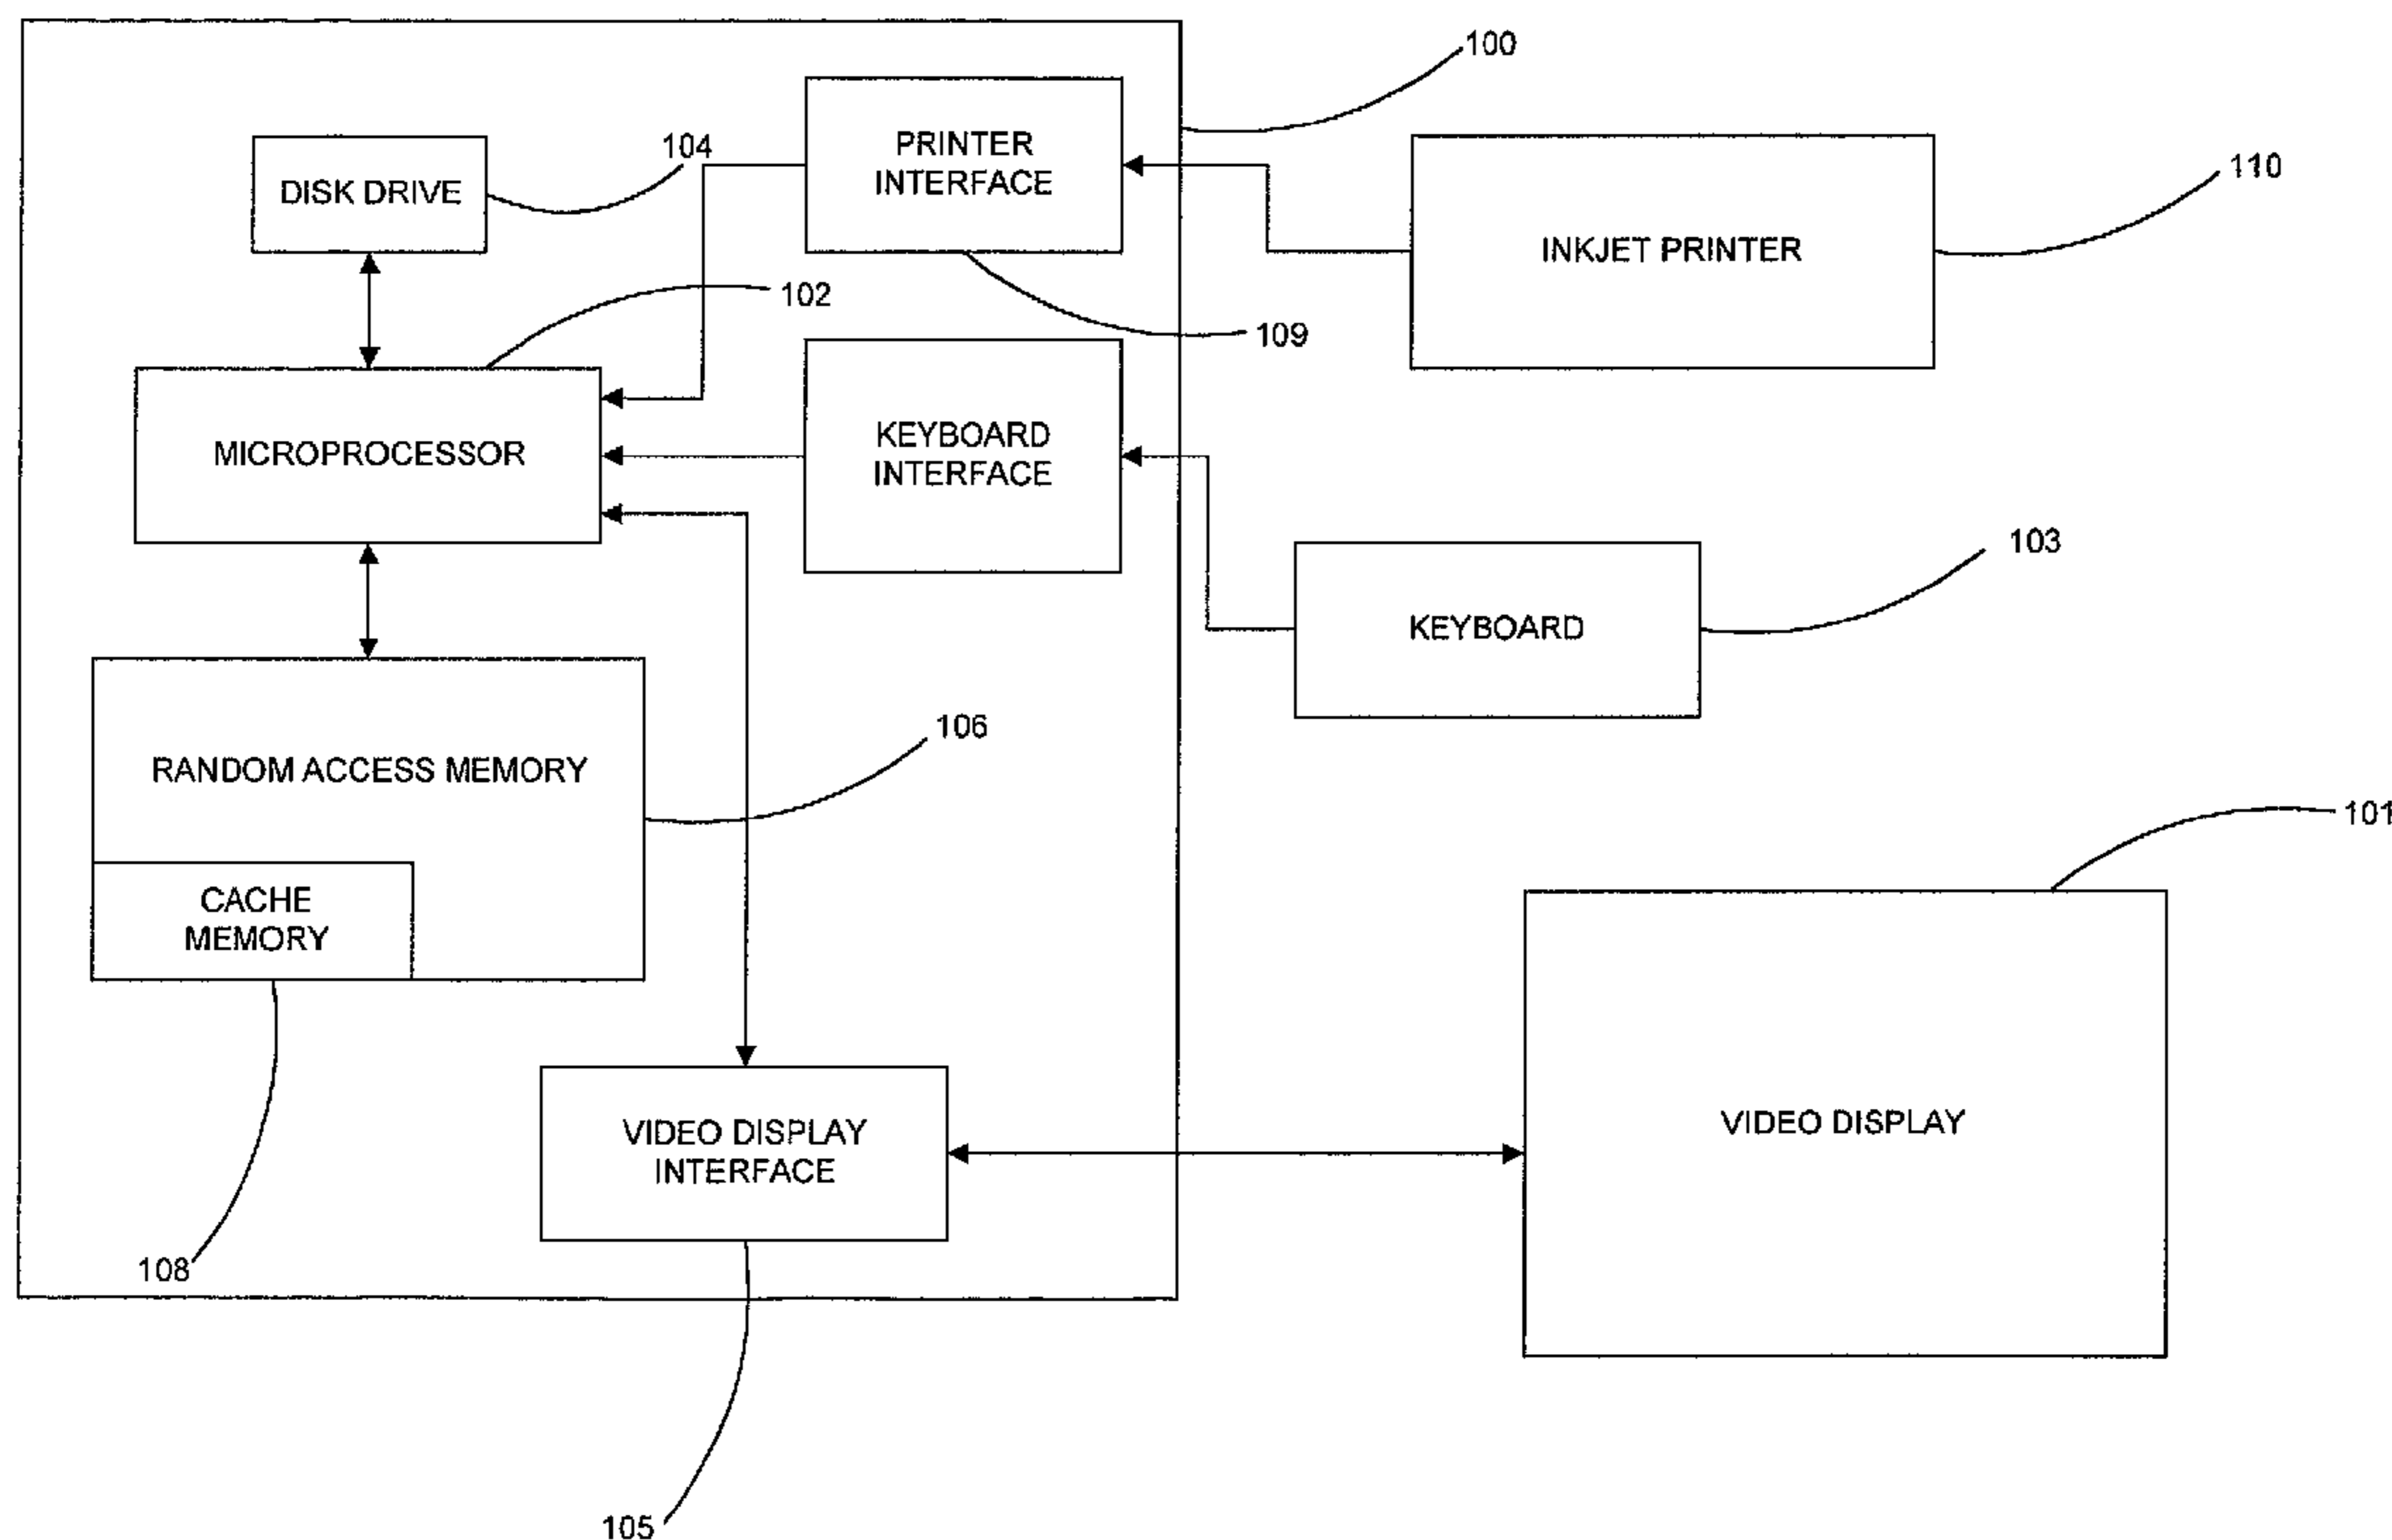 100
PRINTER
INTERFACE
104
DISK DRIVE
110
INKJET PRINTER
102
109
MICROPROCESSOR
KEYBOARD
INTERFACE
103
KEYBOARD
106
RANDOM ACCESS MEMORY
101
CACHE
MEMORY
VIDEO DISPLAY
INTERFACE
VIDEO DISPLAY
108
105